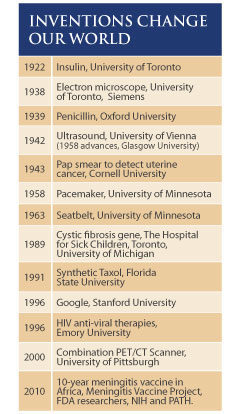 INVENTIONS CHANGE
OUR WORLD
1922 Insulin, University of Toronto
1938 Electron microscope, University
of Toronto, Siemens
1939 Penicillin, Oxford University
1942 Ultrasound, University of Vienna
(1958 advances, Glasgow University)
1943 Pap smear to detect uterine
cancer, Cornell University
1958 Pacemaker, University of Minnesota
1963 Seatbelt, University of Minnesota
1989 Cystic fibrosis gene, The Hospital
for Sick Children, Toronto,
University of Michigan
1991 Synthetic Taxol, Florida
State University
1996 Google, Stanford University
1996 HIV anti-viral therapies,
Emory University
2000 Combination PET/CT Scanner,
University of Pittsburgh
2010 10-year meningitis vaccine in
Africa, Meningitis Vaccine Project,
FDA researchers, NIH and PATH.